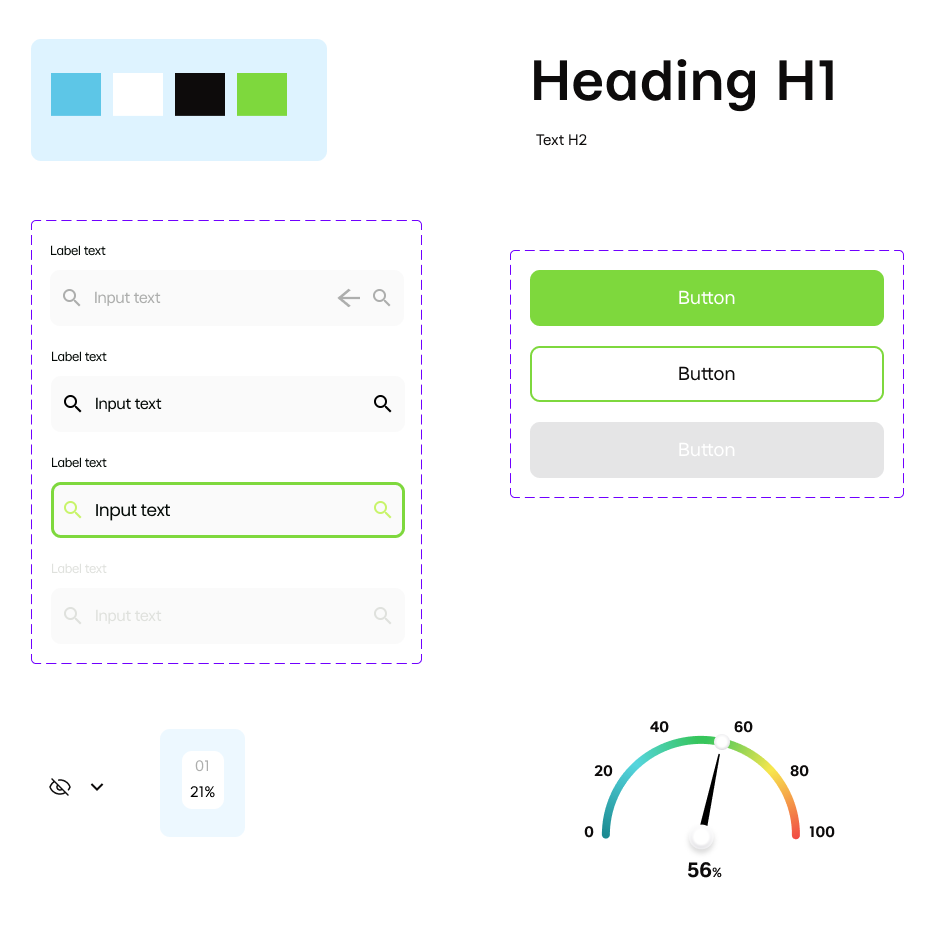 Heading H1
Text H2
Label text
Input text
Label text
Input text
Label text
Input text
Label text
Input text
Button
Button
Button
01
21%
0
20
40
60
80
100
56%